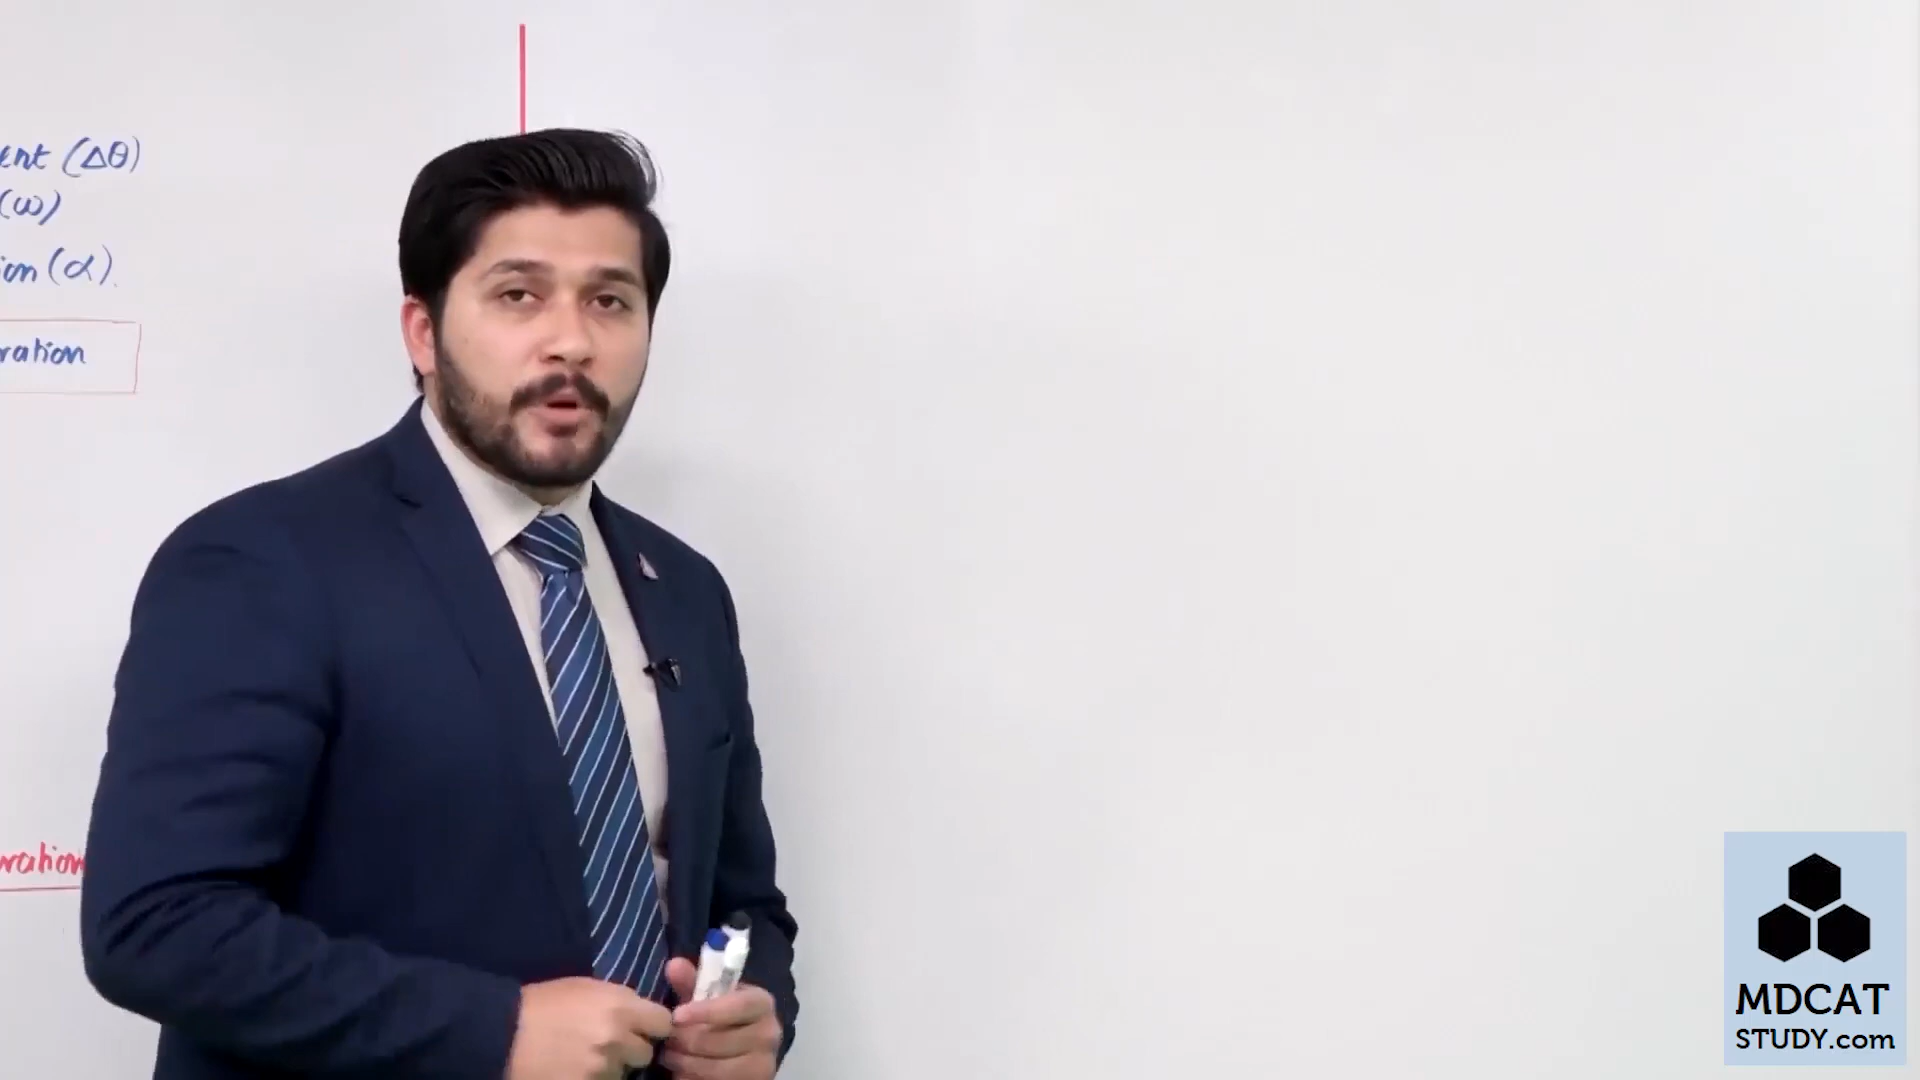 ent (Δθ)
(ω)
ion (α).
ration
ration
MDCAT
STUDY.com